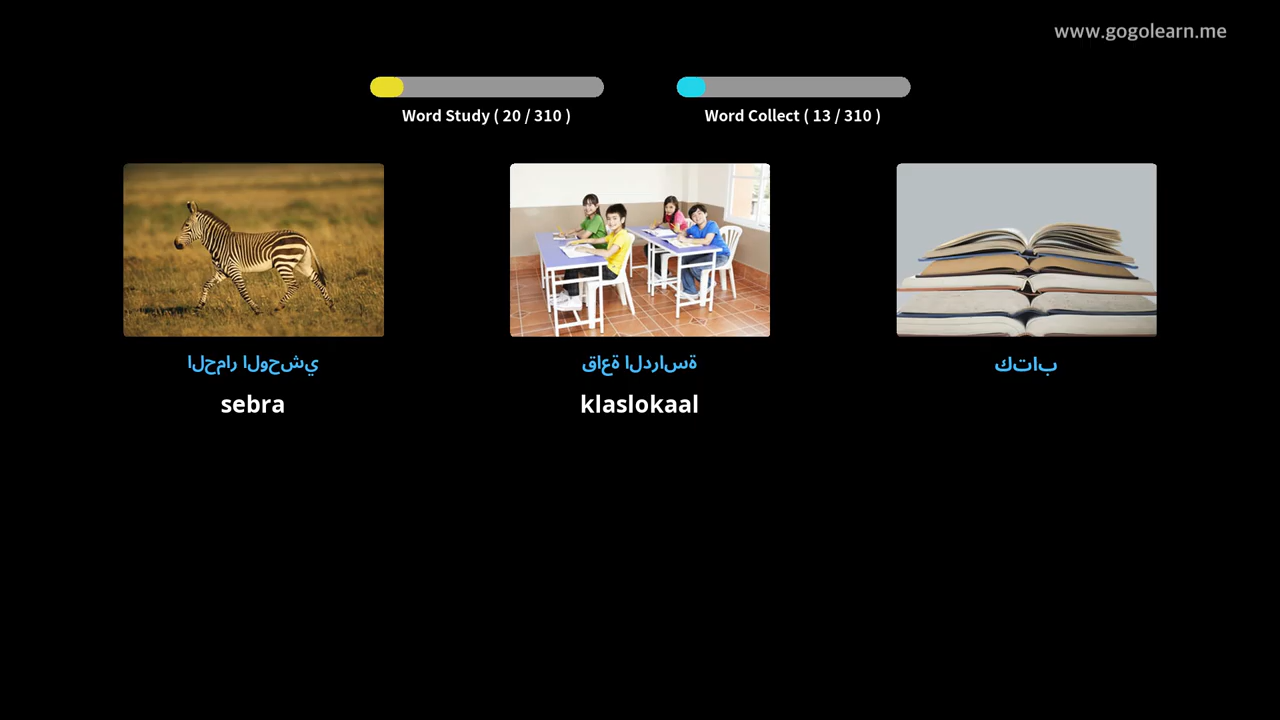 www.gogolearn.me
Word Study ( 20 / 310 )
Word Collect ( 13 / 310 )
الحمار الوحشي
sebra
قاعة الدراسة
klaslokaal
كتاب